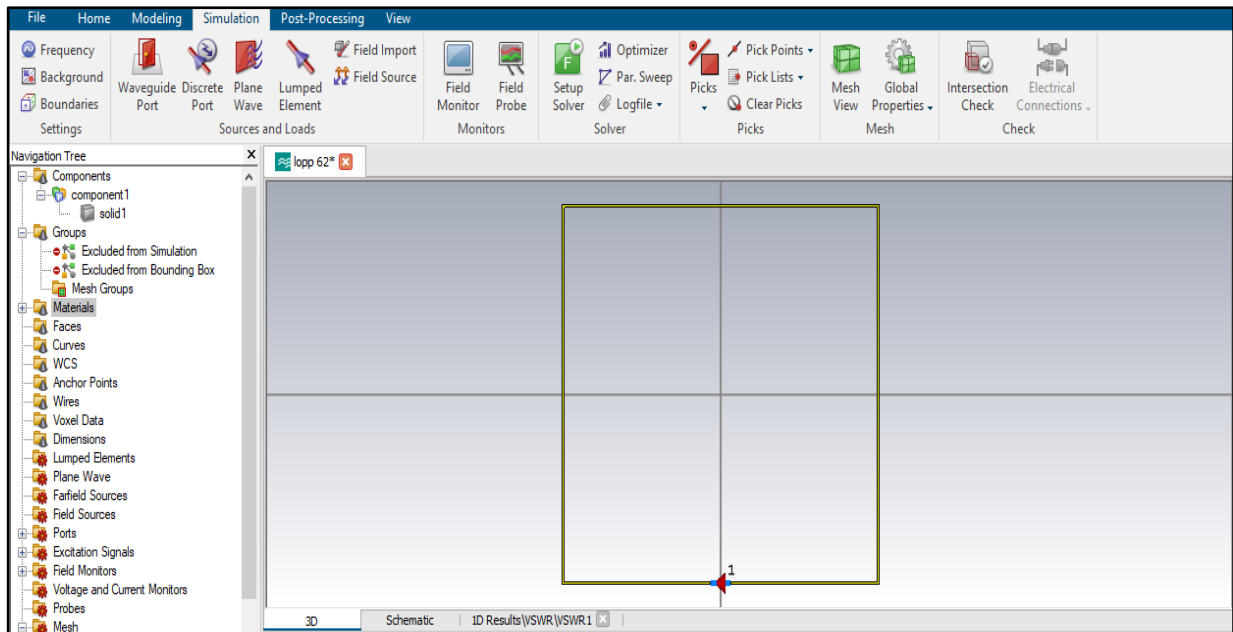 File Home Modeling Simulation Post-Processing View
Frequency
Background
Boundaries
Settings
Waveguide Port
Discrete Port
Plane Wave
Lumped Element
Field Import
Field Source
Sources and Loads
Field Monitor
Field Probe
Monitors
Setup Solver
Optimizer
Par. Sweep
Logfile
Solver
Picks
Pick Points
Pick Lists
Clear Picks
Picks
Mesh View
Global Properties
Mesh
Intersection Check
Electrical Connections
Check
Navigation Tree X
Components
component1
solid1
Groups
Excluded from Simulation
Excluded from Bounding Box
Mesh Groups
Materials
Faces
Curves
WCS
Anchor Points
Wires
Voxel Data
Dimensions
Lumped Elements
Plane Wave
Farfield Sources
Field Sources
Ports
Excitation Signals
Field Monitors
Voltage and Current Monitors
Probes
Mesh
lopp 62*
1
3D Schematic 1D Results\VSWR\VSWR1